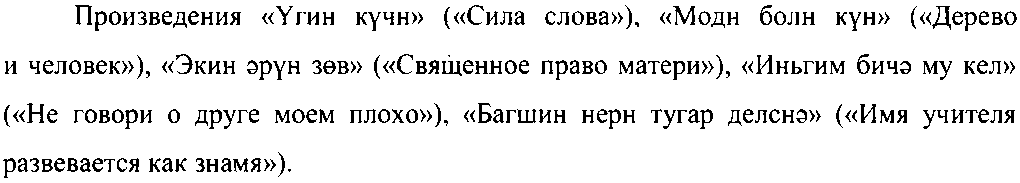 Произведения «Үгин күчн» («Сила слова»), «Модн болн күн» («Дерево
и человек»), «Экин әрүн зөв» («Священное право матери»), «Иньгим бичә му кел»
(«Не говори о друге моем плохо»), «Багшин нерн тугар делснә» («Имя учителя
развевается как знамя»).